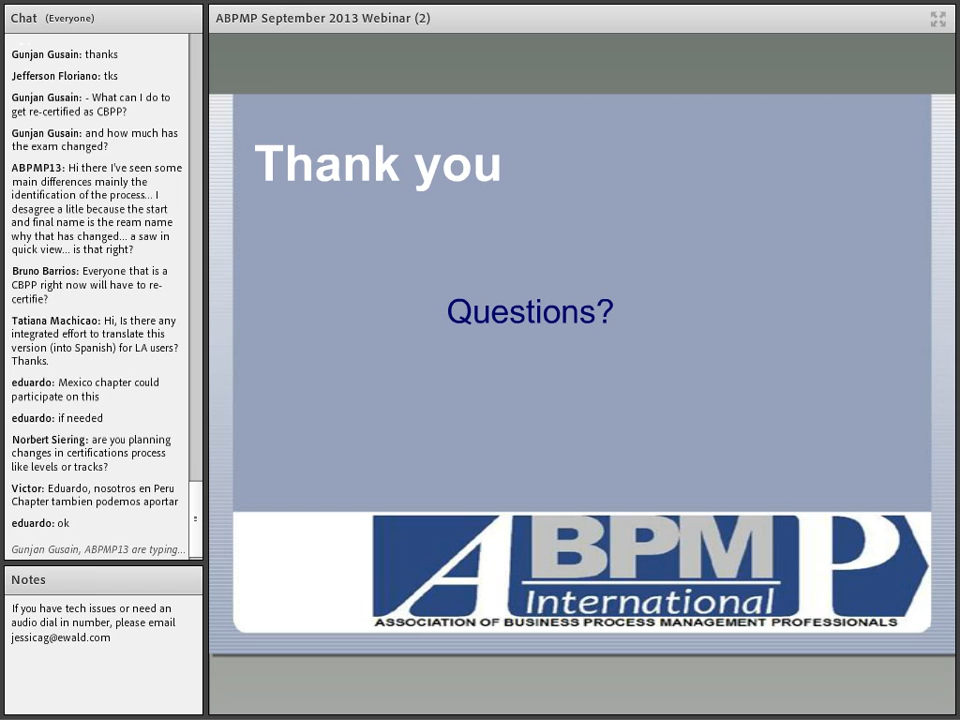 Chat (Everyone)
Gunjan Gusain: thanks
Jefferson Floriano: tks
Gunjan Gusain: - What can I do to
get re-certified as CBPP?
Gunjan Gusain: and how much has
the exam changed?
ABPMP13: Hi there I've seen some
main differences mainly the
identification of the process... I
desagree a litle because the start
and final name is the ream name
why that has changed... a saw in
quick view... is that right?
Bruno Barrios: Everyone that is a
CBPP right now will have to re-
certifie?
Tatiana Machicao: Hi, Is there any
integrated effort to translate this
version (into Spanish) for LA users?
Thanks.
eduardo: Mexico chapter could
participate on this
eduardo: if needed
Norbert Siering: are you planning
changes in certifications process
like levels or tracks?
Victor: Eduardo, nosotros en Peru
Chapter tambien podemos aportar
eduardo: ok
Gunjan Gusain, ABPMP13 are typing...
Notes
If you have tech issues or need an
audio dial in number, please email
jessicag@ewald.com
ABPMP September 2013 Webinar (2)
Thank you
Questions?
ABPMP
International
ASSOCIATION OF BUSINESS PROCESS MANAGEMENT PROFESSIONALS